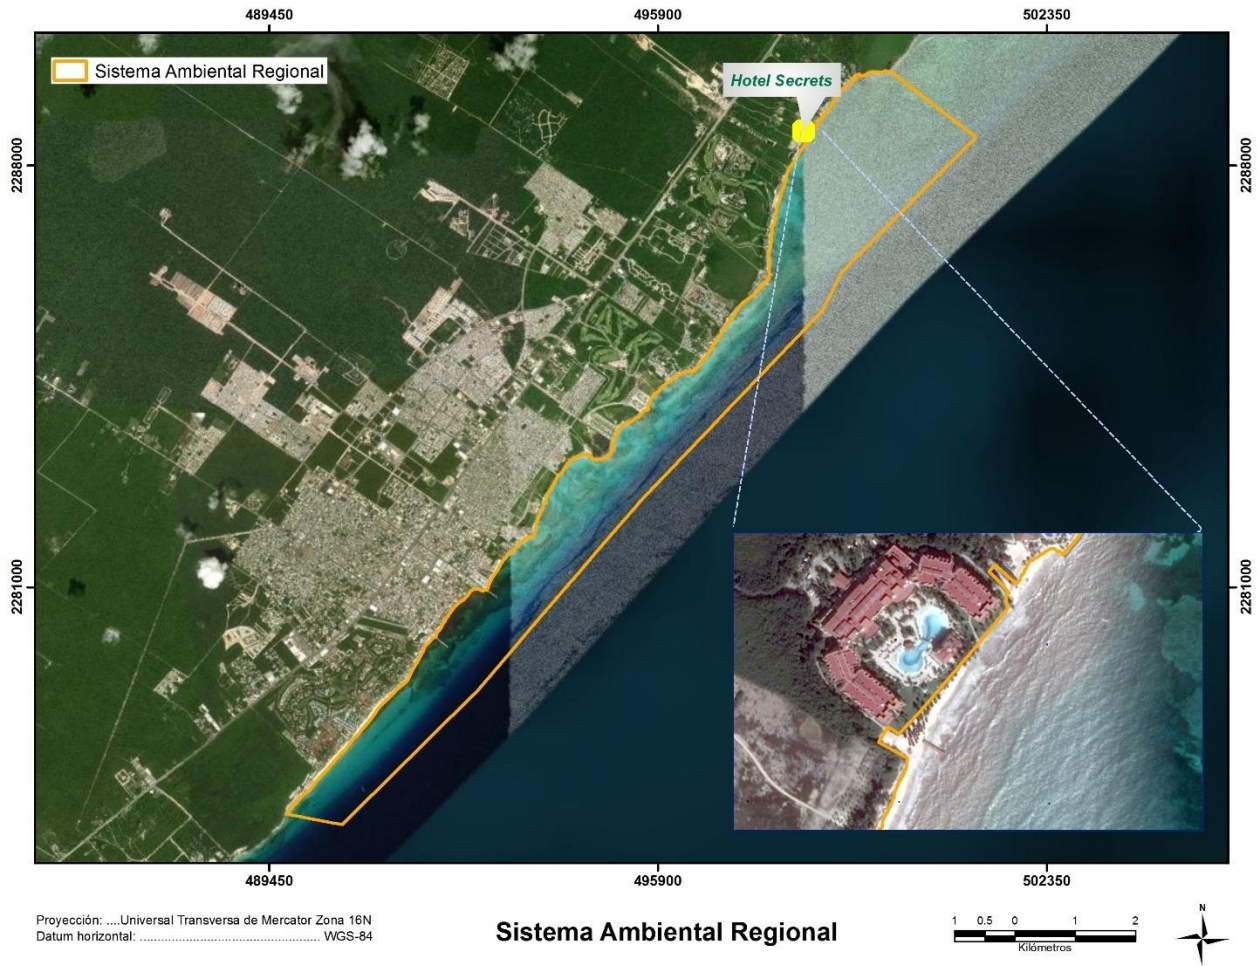 489450
495900
502350
Sistema Ambiental Regional
Hotel Secrets
2288000
2288000
2281000
2281000
489450
495900
502350
Proyección: ....Universal Transversa de Mercator Zona 16N
Datum horizontal: ................................................ WGS-84
Sistema Ambiental Regional
1 0.5 0 1 2
Kilómetros
N